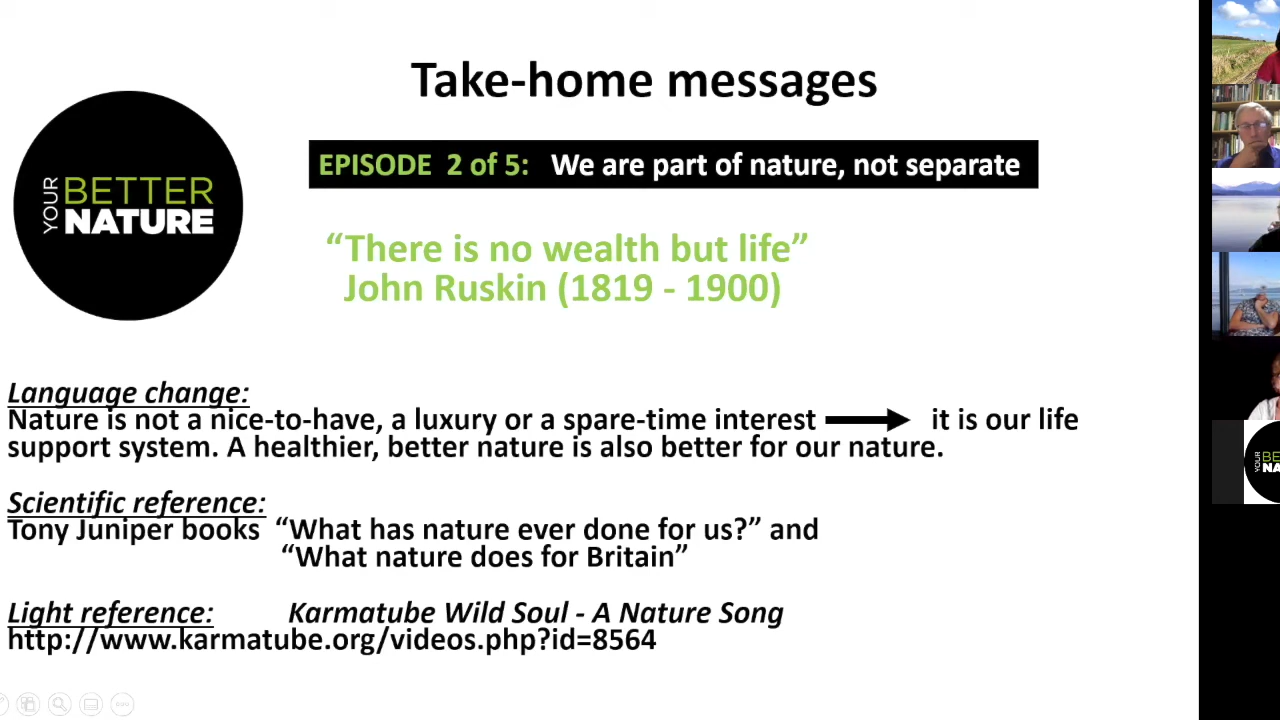 Take-home messages
YOUR BETTER
NATURE
EPISODE 2 of 5: We are part of nature, not separate
“There is no wealth but life”
John Ruskin (1819 - 1900)
Language change:
Nature is not a nice-to-have, a luxury or a spare-time interest it is our life
support system. A healthier, better nature is also better for our nature.
Scientific reference:
Tony Juniper books “What has nature ever done for us?” and
“What nature does for Britain”
Light reference: Karmatube Wild Soul - A Nature Song
http://www.karmatube.org/videos.php?id=8564
YOUR BE
NA